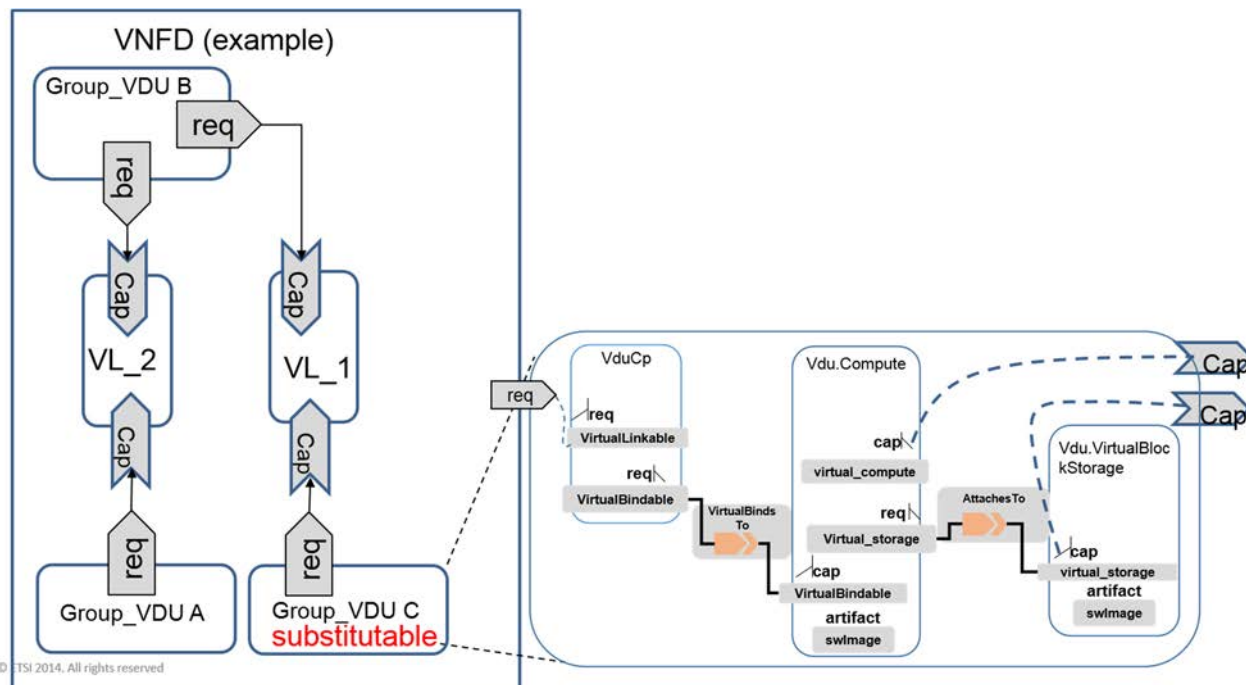 VNFD (example)
Group_VDU B
req
req
Cap
Cap
VL_2
VL_1
Cap
Cap
req
req
Group_VDU A
Group_VDU C
substitutable
ETSI 2014. All rights reserved
req
VduCp
req
VirtualLinkable
req
VirtualBindable
VirtualBinds
To
Vdu.Compute
cap
virtual_compute
req
Virtual_storage
cap
VirtualBindable
artifact
swImage
AttachesTo
Vdu.VirtualBloc
kStorage
cap
virtual_storage
artifact
swImage
Cap
Cap